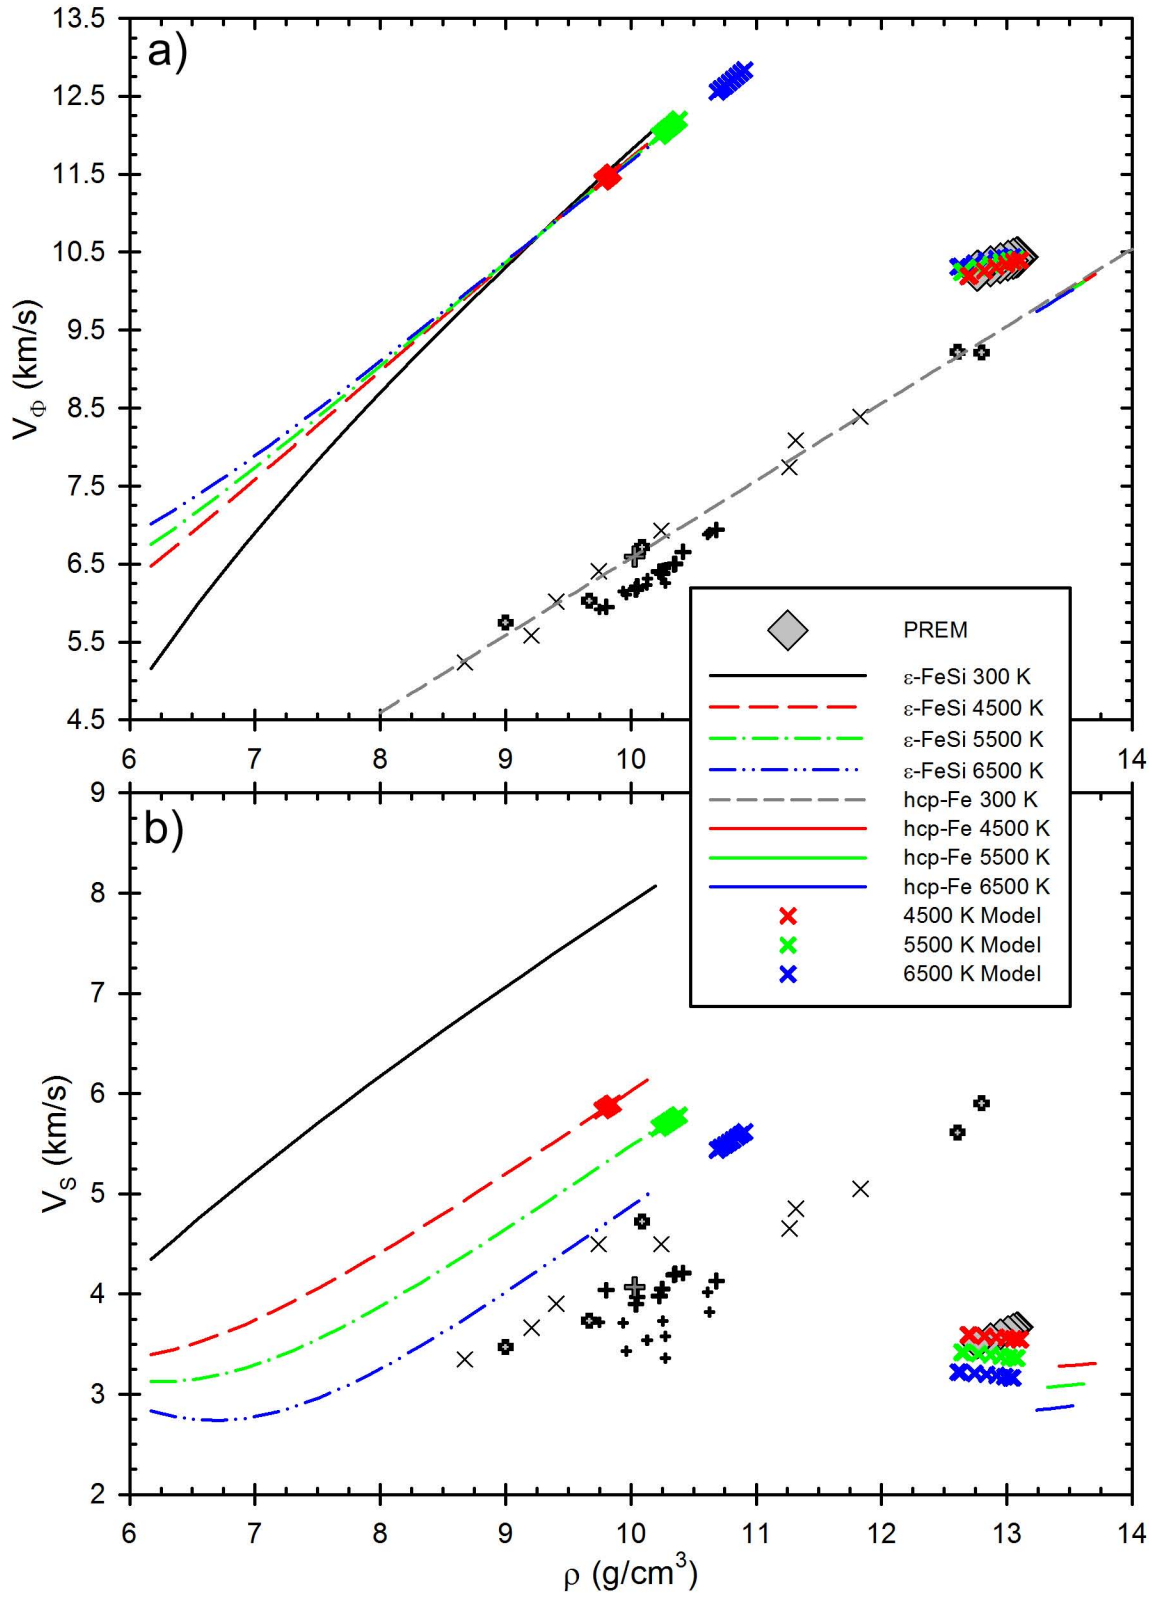 a)
13.5
12.5
11.5
10.5
9.5
8.5
7.5
6.5
5.5
4.5
V_Φ (km/s)
6 7 8 9 10 14
PREM
ε-FeSi 300 K
ε-FeSi 4500 K
ε-FeSi 5500 K
ε-FeSi 6500 K
hcp-Fe 300 K
hcp-Fe 4500 K
hcp-Fe 5500 K
hcp-Fe 6500 K
4500 K Model
5500 K Model
6500 K Model
b)
9
8
7
6
5
4
3
2
V_S (km/s)
6 7 8 9 10 11 12 13 14
ρ (g/cm³)